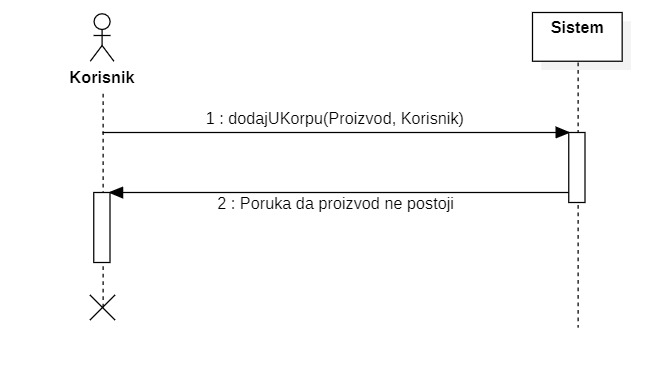 Sistem
Korisnik
1 : dodajUKorpu(Proizvod, Korisnik)
2 : Poruka da proizvod ne postoji